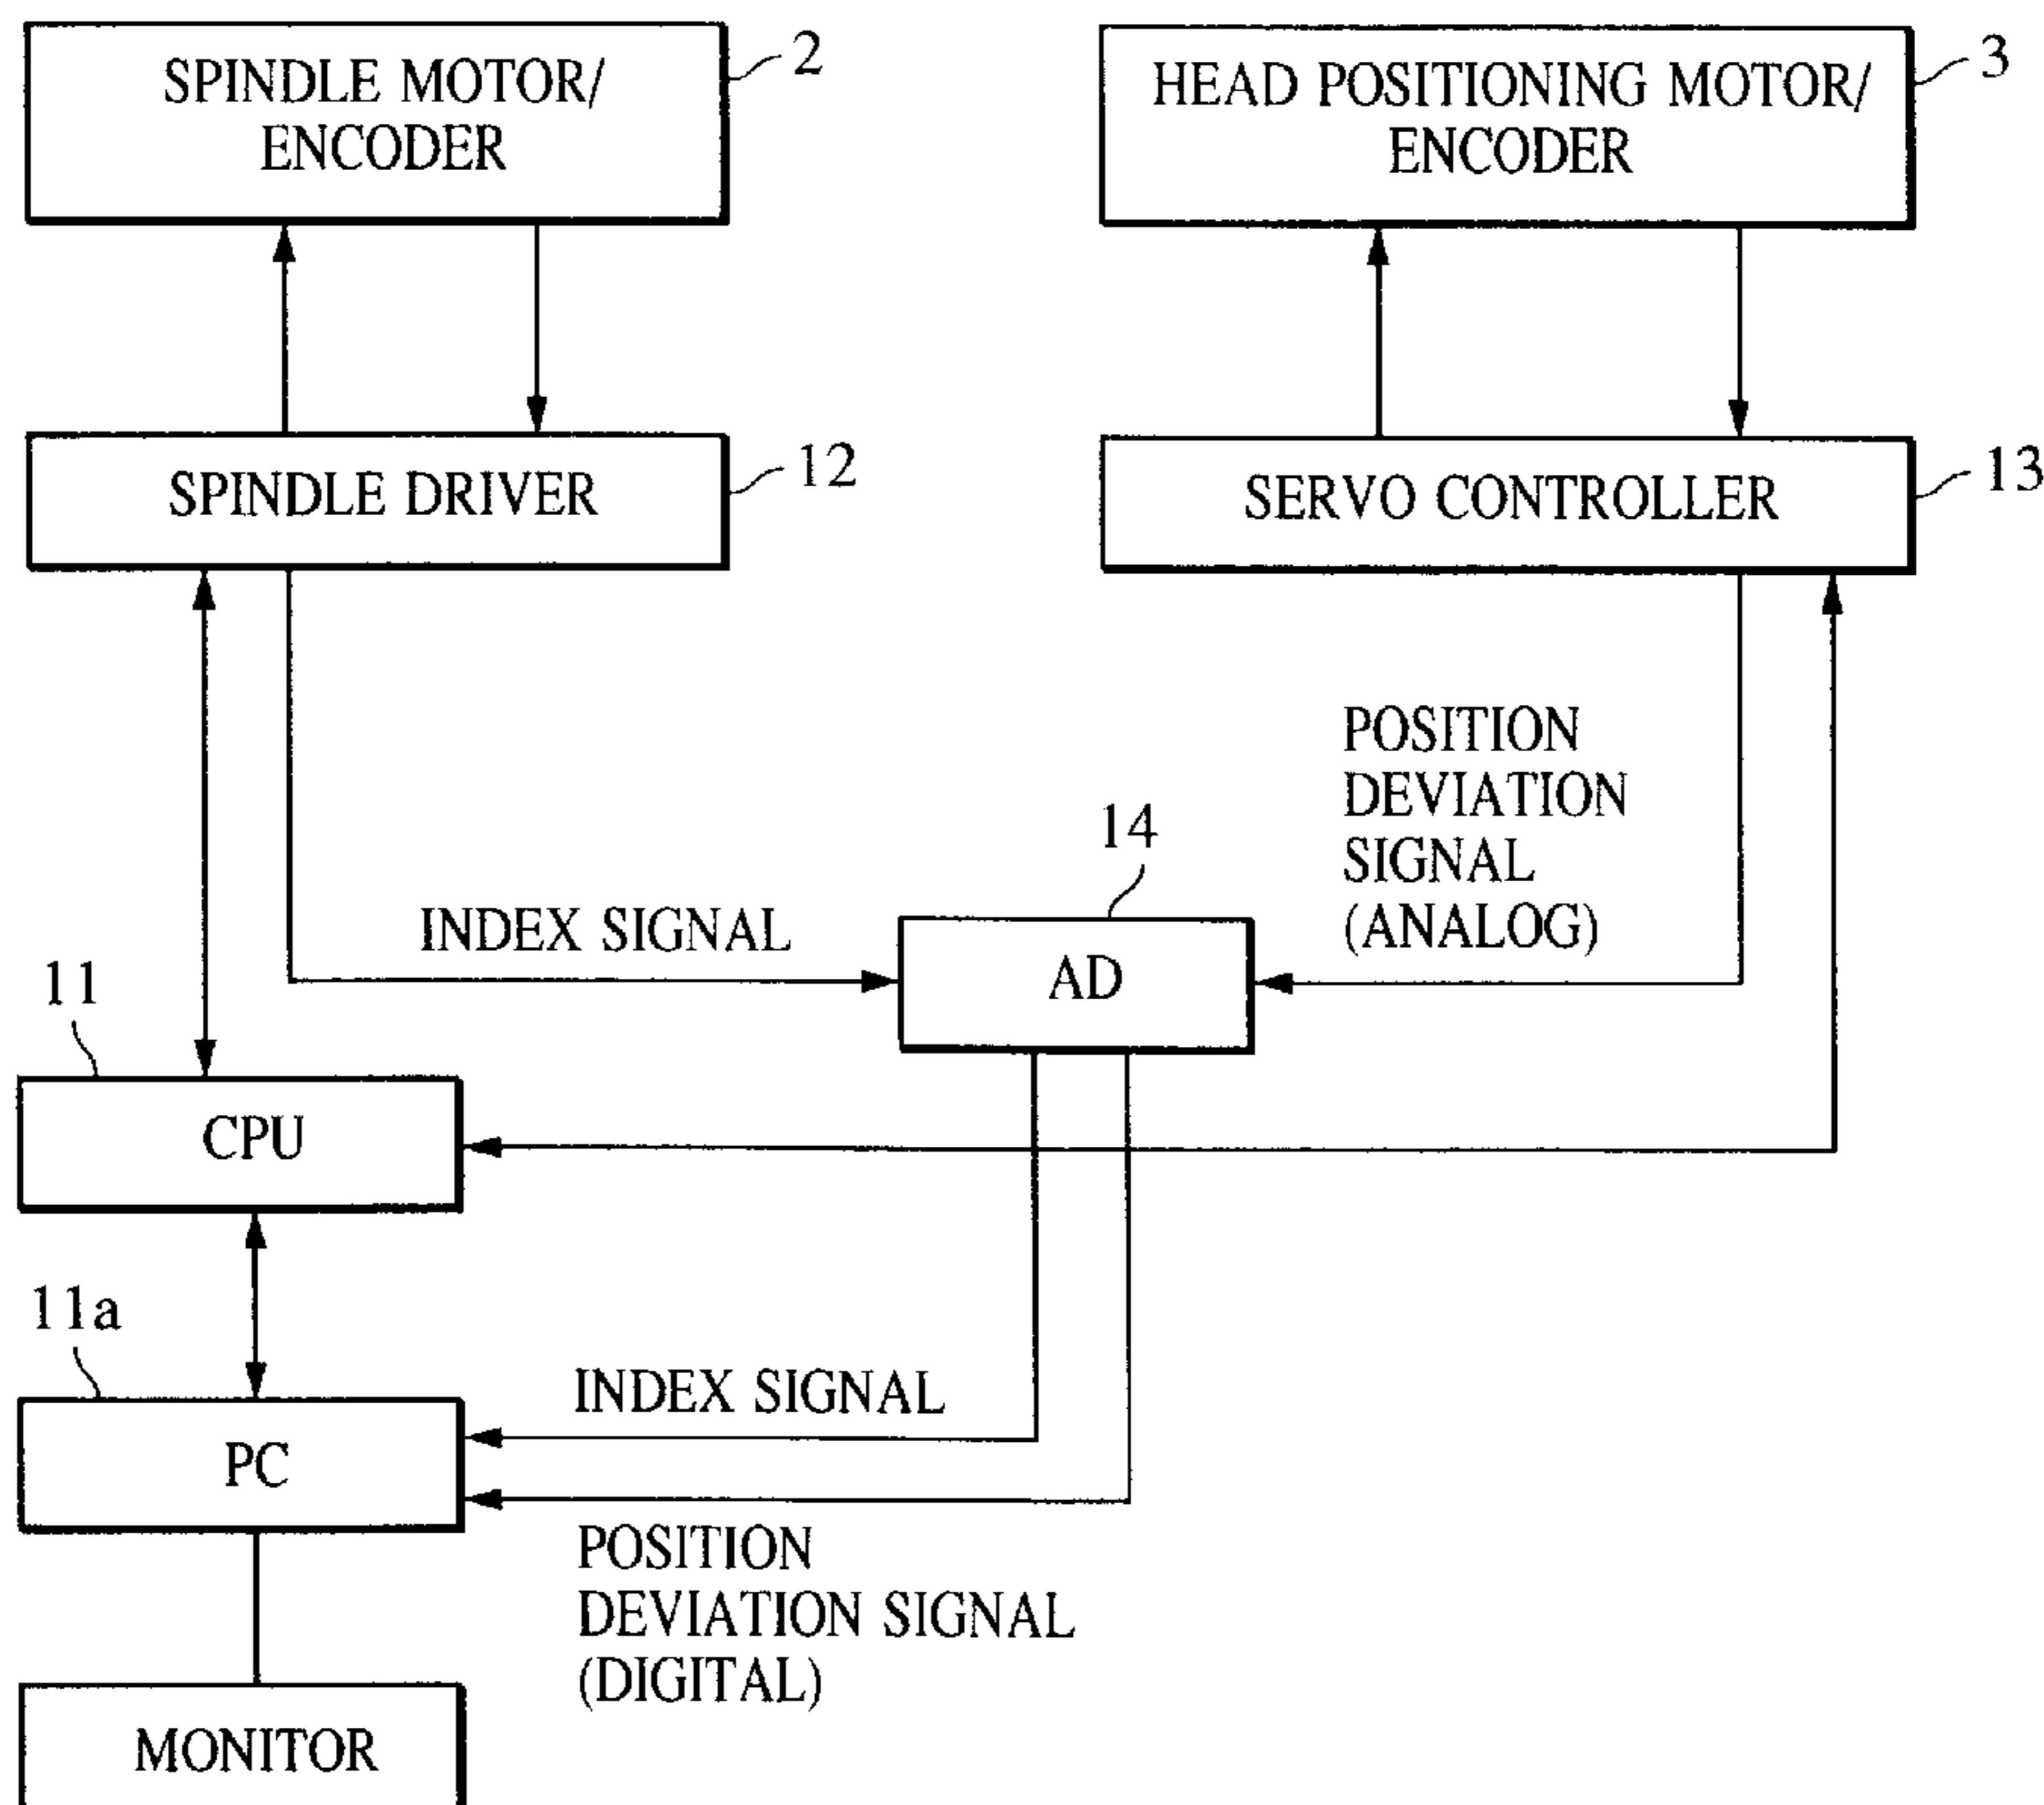 SPINDLE MOTOR/
ENCODER
2
HEAD POSITIONING MOTOR/
ENCODER
3
SPINDLE DRIVER
12
SERVO CONTROLLER
13
POSITION
DEVIATION
SIGNAL
(ANALOG)
14
INDEX SIGNAL
AD
11
CPU
11a
INDEX SIGNAL
PC
POSITION
DEVIATION SIGNAL
(DIGITAL)
MONITOR